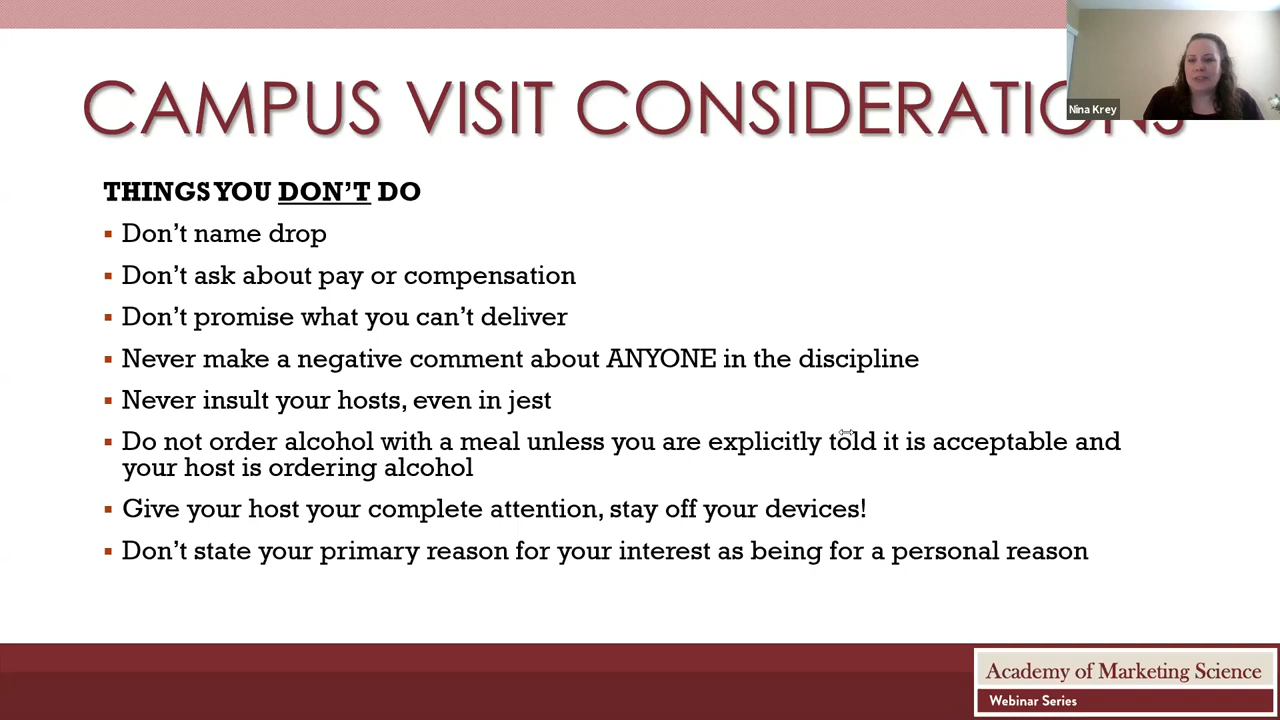 CAMPUS VISIT CONSIDERATIONS
Nina Krey
THINGS YOU DON'T DO
▪ Don't name drop
▪ Don't ask about pay or compensation
▪ Don't promise what you can't deliver
▪ Never make a negative comment about ANYONE in the discipline
▪ Never insult your hosts, even in jest
▪ Do not order alcohol with a meal unless you are explicitly told it is acceptable and
your host is ordering alcohol
▪ Give your host your complete attention, stay off your devices!
▪ Don't state your primary reason for your interest as being for a personal reason
Academy of Marketing Science
Webinar Series